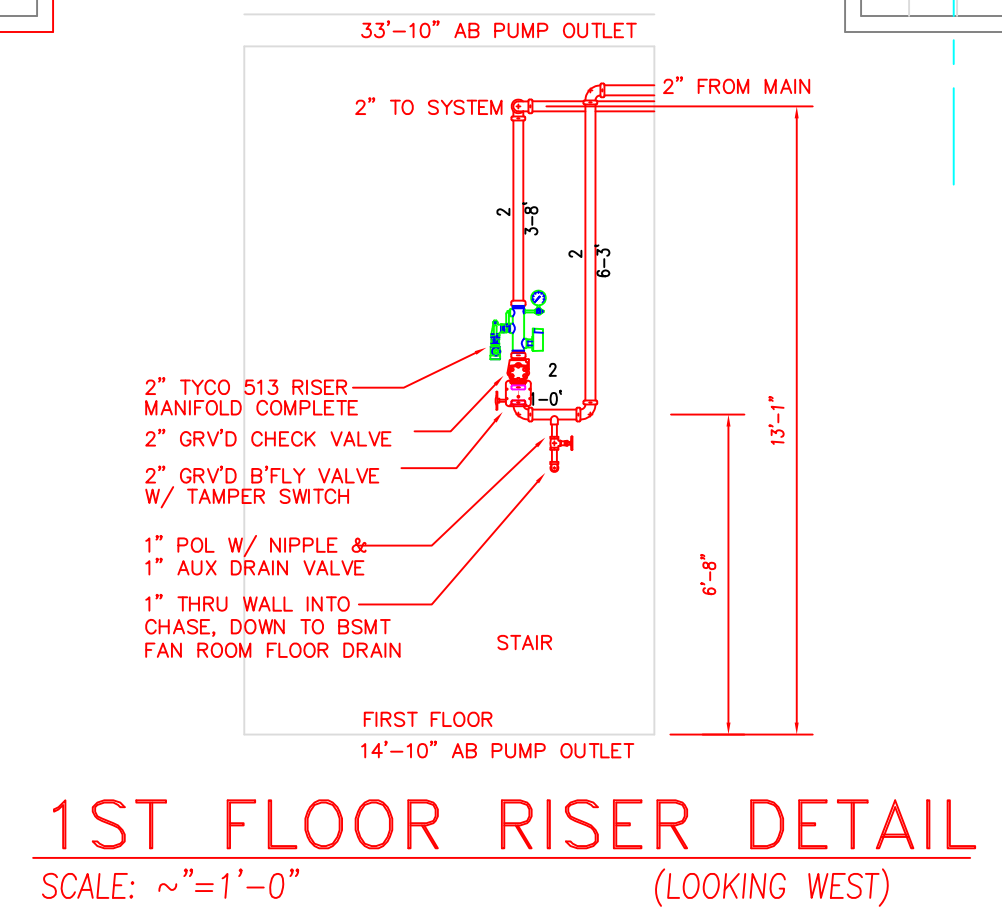 33'-10" AB PUMP OUTLET
2" FROM MAIN
2" TO SYSTEM
2
3-8'
2
6-3'
2
1-0'
13'-1"
6'-8"
2" TYCO 513 RISER
MANIFOLD COMPLETE
2" GRV'D CHECK VALVE
2" GRV'D B'FLY VALVE
W/ TAMPER SWITCH
1" POL W/ NIPPLE &
1" AUX DRAIN VALVE
1" THRU WALL INTO
CHASE, DOWN TO BSMT
FAN ROOM FLOOR DRAIN
STAIR
FIRST FLOOR
14'-10" AB PUMP OUTLET
1ST FLOOR RISER DETAIL
SCALE: ~"=1'-0"
(LOOKING WEST)